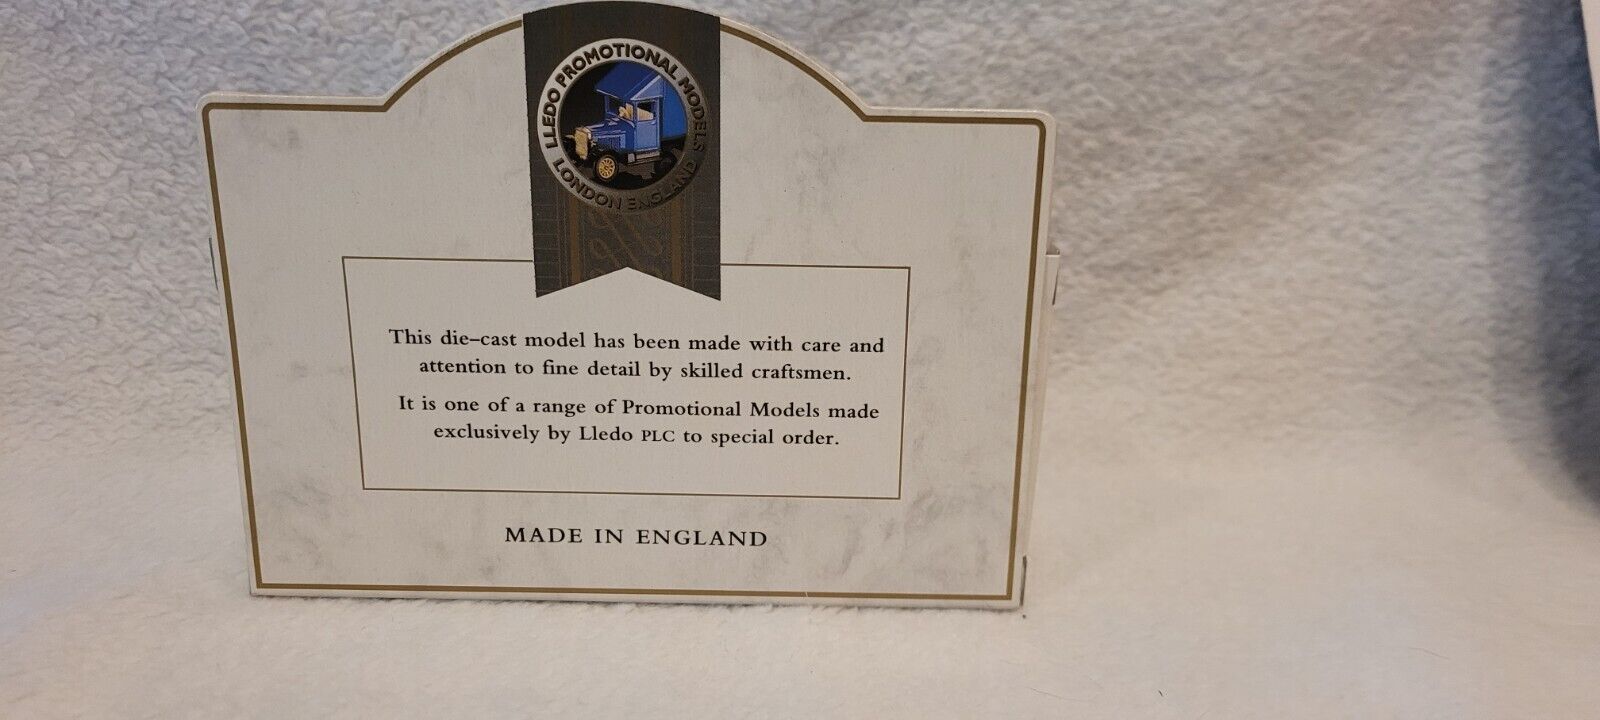 LLEDO PROMOTIONAL MODELS
LONDON ENGLAND
This die-cast model has been made with care and
attention to fine detail by skilled craftsmen.
It is one of a range of Promotional Models made
exclusively by Lledo PLC to special order.
MADE IN ENGLAND